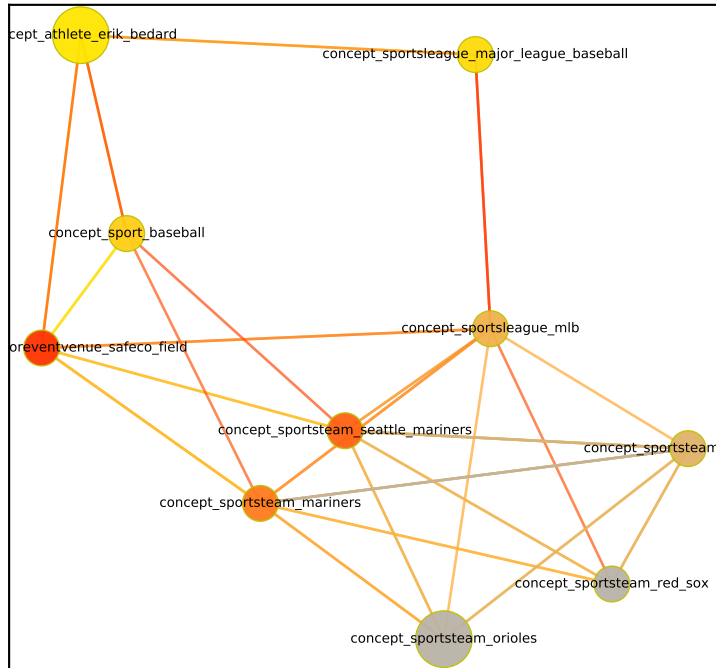 cept_athlete_erik_bedard
concept_sportsleague_major_league_baseball
concept_sport_baseball
concept_sportsleague_mlb
oreventvenue_safeco_field
concept_sportsteam_seattle_mariners
concept_sportsteam
concept_sportsteam_mariners
concept_sportsteam_red_sox
concept_sportsteam_orioles